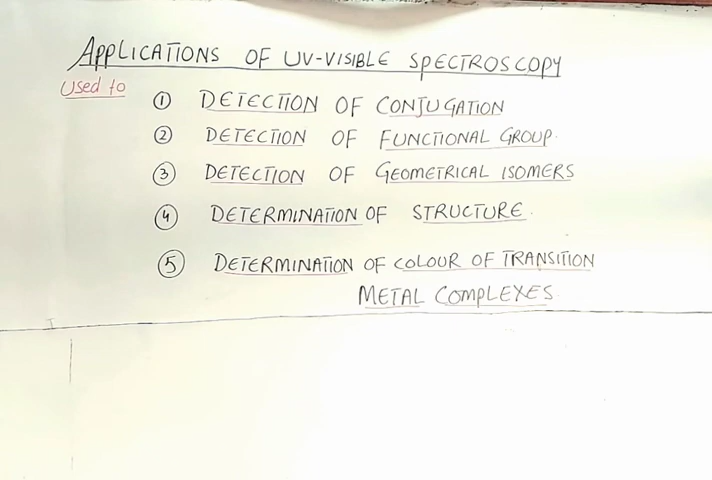 APPLICATIONS OF UV-VISIBLE SPECTROSCOPY
Used to
① DETECTION OF CONJUGATION
② DETECTION OF FUNCTIONAL GROUP.
③ DETECTION OF GEOMETRICAL ISOMERS
④ DETERMINATION OF STRUCTURE.
⑤ DETERMINATION OF COLOUR OF TRANSITION
METAL COMPLEXES